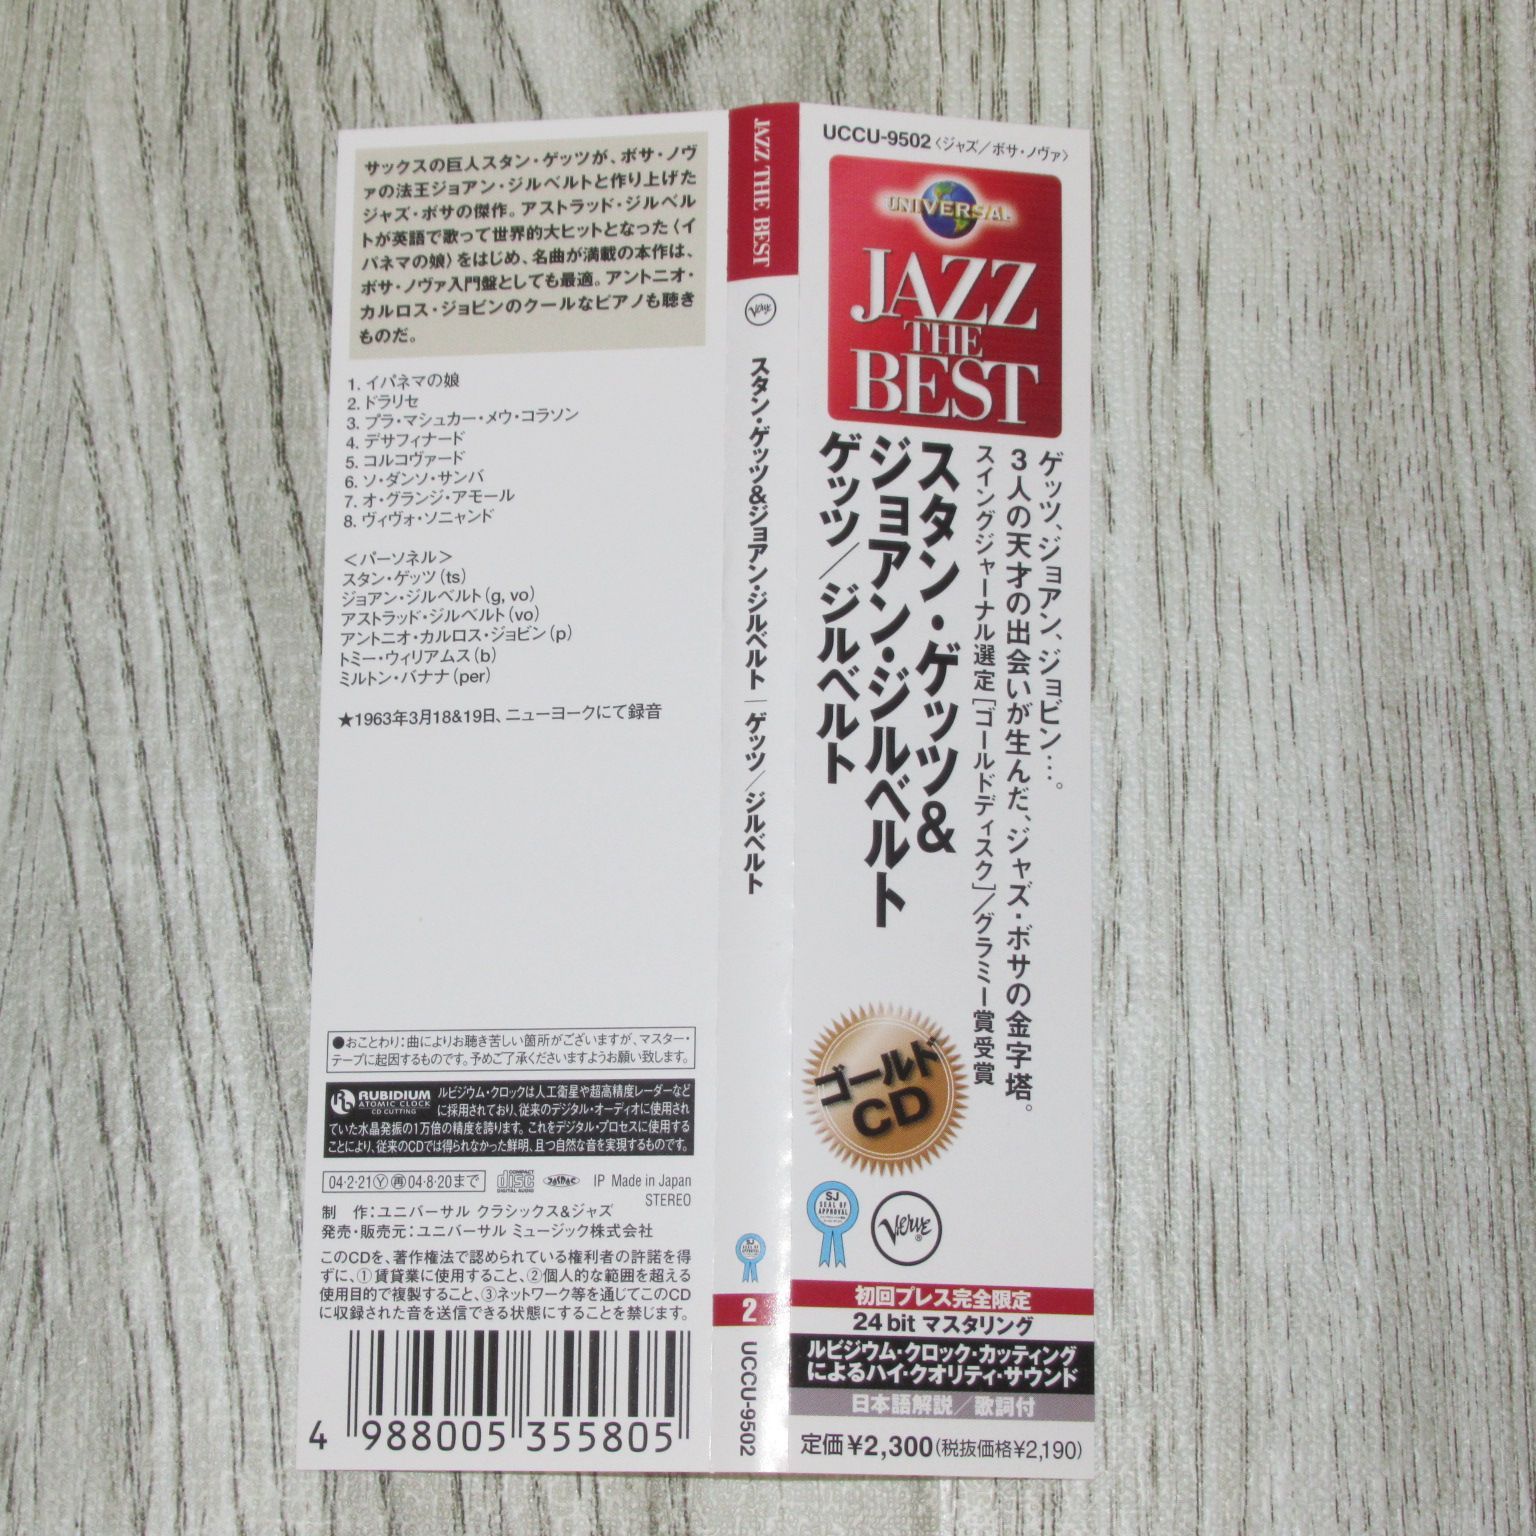 サックスの巨人スタン・ゲッツが、ボサ・ノヴ
ァの法王ジョアン・ジルベルトと作り上げた
ジャズ・ボサの傑作。アストラッド・ジルベル
トが英語で歌って世界的大ヒットとなった〈イ
パネマの娘〉をはじめ、名曲が満載の本作は、
ボサ・ノヴァ入門盤としても最適。アントニオ・
カルロス・ジョビンのクールなピアノも聴き
ものだ。
1. イパネマの娘
2. ドラリセ
3. プラ・マシュカー・メウ・コラソン
4. デサフィナード
5. コルコヴァード
6. ソ・ダンソ・サンバ
7. オ・グランジ・アモール
8. ヴィヴォ・ソニャンド
＜パーソネル＞
スタン・ゲッツ(ts)
ジョアン・ジルベルト(g, vo)
アストラッド・ジルベルト(vo)
アントニオ・カルロス・ジョビン(p)
トミー・ウィリアムス(b)
ミルトン・バナナ(per)
★1963年3月18&19日、ニューヨークにて録音
●おことわり：曲によりお聴き苦しい箇所がございますが、マスター・
テープに起因するものです。予めご了承くださいますようお願い致します。
RUBIDIUM
ATOMIC CLOCK
CD CUTTING
ルビジウム・クロックは人工衛星や超高精度レーダーなど
に採用されており、従来のデジタル・オーディオに使用され
ていた水晶発振の1万倍の精度を誇ります。これをデジタル・プロセスに使用する
ことにより、従来のCDでは得られなかった鮮明、且つ自然な音を実現するものです。
04・2・21Ⓨ㊢04・8・20まで
COMPACT
disc
DIGITAL AUDIO
JASRAC
IP Made in Japan
STEREO
制　作：ユニバーサル クラシックス&ジャズ
発売・販売元：ユニバーサル ミュージック株式会社
このCDを、著作権法で認められている権利者の許諾を得
ずに、①賃貸業に使用すること、②個人的な範囲を超える
使用目的で複製すること、③ネットワーク等を通じてこのCD
に収録された音を送信できる状態にすることを禁じます。
4 988005 355805
JAZZ THE BEST
Verve
スタン・ゲッツ&ジョアン・ジルベルト｜ゲッツ／ジルベルト
2
UCCU-9502
UCCU-9502〈ジャズ／ボサ・ノヴァ〉
UNIVERSAL
JAZZ
THE
BEST
ゲッツ、ジョアン、ジョビン…。
3人の天才の出会いが生んだ、ジャズ・ボサの金字塔。
スイングジャーナル選定［ゴールドディスク］／グラミー賞受賞
スタン・ゲッツ&
ジョアン・ジルベルト
ゲッツ／ジルベルト
ゴールド
CD
SJ
SEAL OF
APPROVAL
Verve
®
初回プレス完全限定
24 bit マスタリング
ルビジウム・クロック・カッティング
によるハイ・クオリティ・サウンド
日本語解説／歌詞付
定価¥2,300(税抜価格¥2,190)